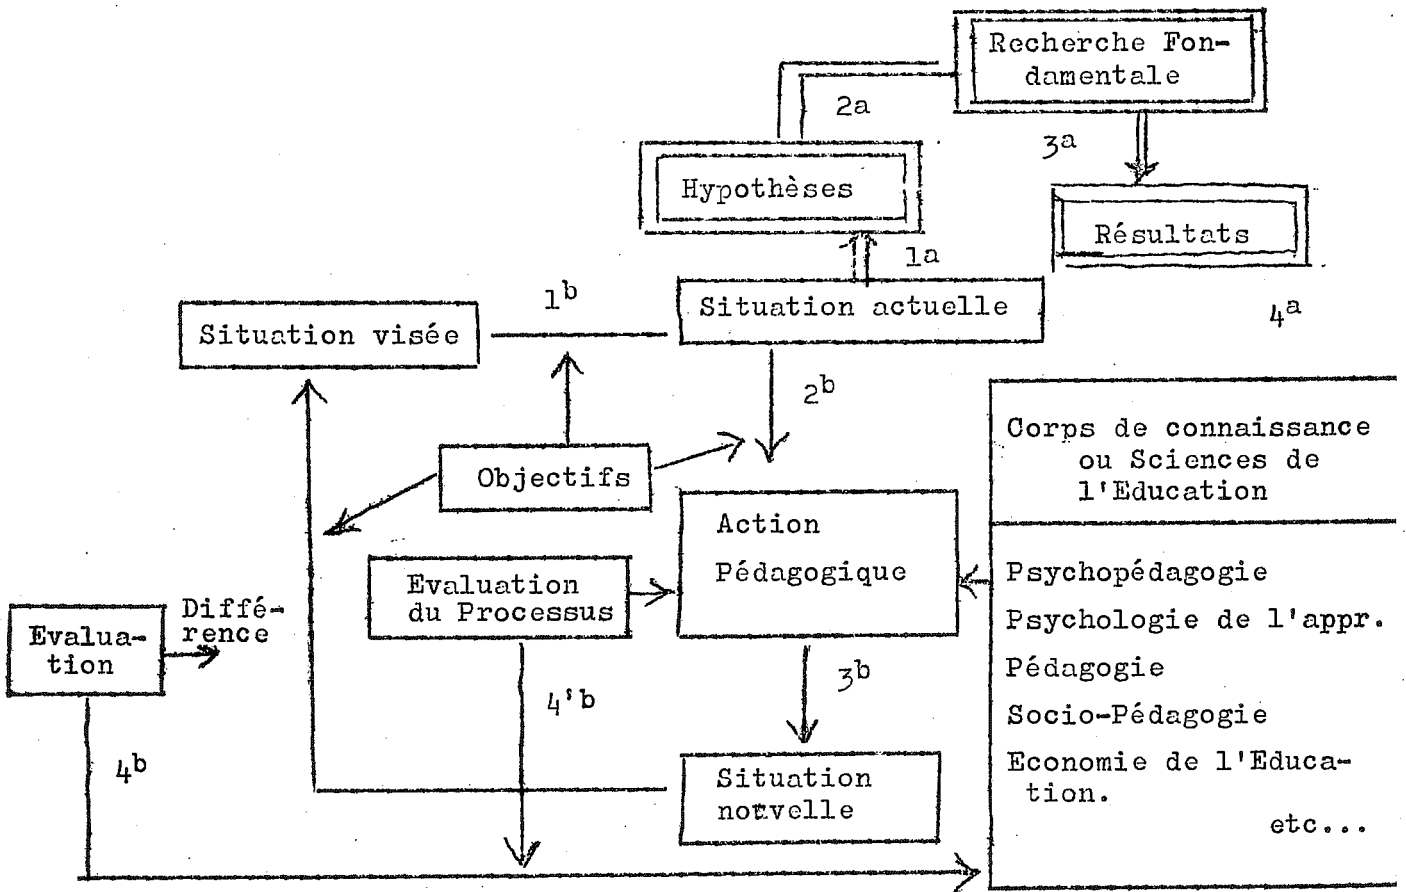 Recherche Fon-
damentale
2a
3a
Hypothèses
Résultats
1a
1b
Situation actuelle
4a
Situation visée
2b
Corps de connaissance
ou Sciences de
l'Education
Objectifs
Action
Pédagogique
Evaluation
du Processus
Psychopédagogie
Psychologie de l'appr.
Pédagogie
Socio-Pédagogie
Economie de l'Educa-
tion.
etc...
Evalua-
tion
Diffé-
rence
3b
4'b
4b
Situation
nouvelle